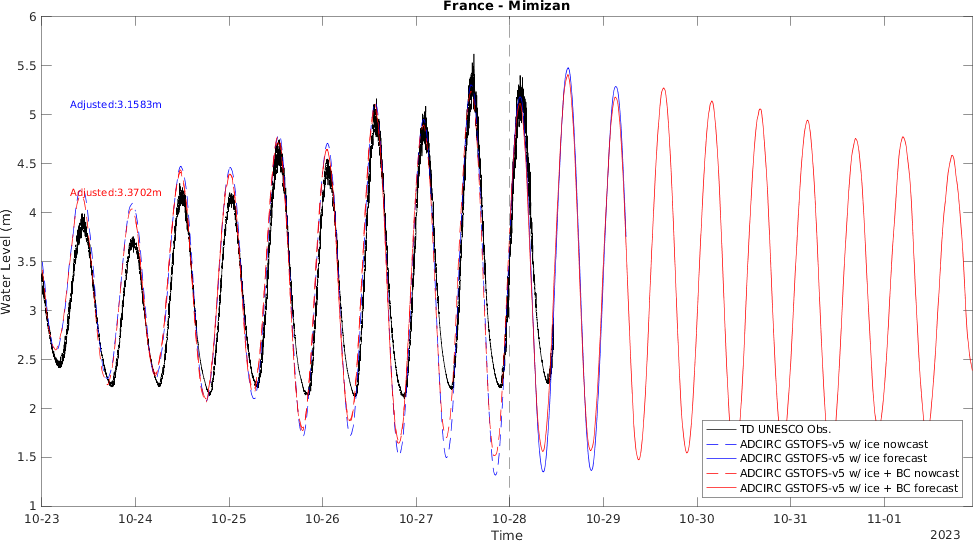 France - Mimizan
Water Level (m)
6
5.5
5
4.5
4
3.5
3
2.5
2
1.5
1
Adjusted:3.1583m
Adjusted:3.3702m
TD UNESCO Obs.
ADCIRC GSTOFS-v5 w/ ice nowcast
ADCIRC GSTOFS-v5 w/ ice forecast
ADCIRC GSTOFS-v5 w/ ice + BC nowcast
ADCIRC GSTOFS-v5 w/ ice + BC forecast
10-23 10-24 10-25 10-26 10-27 10-28 10-29 10-30 10-31 11-01
Time
2023